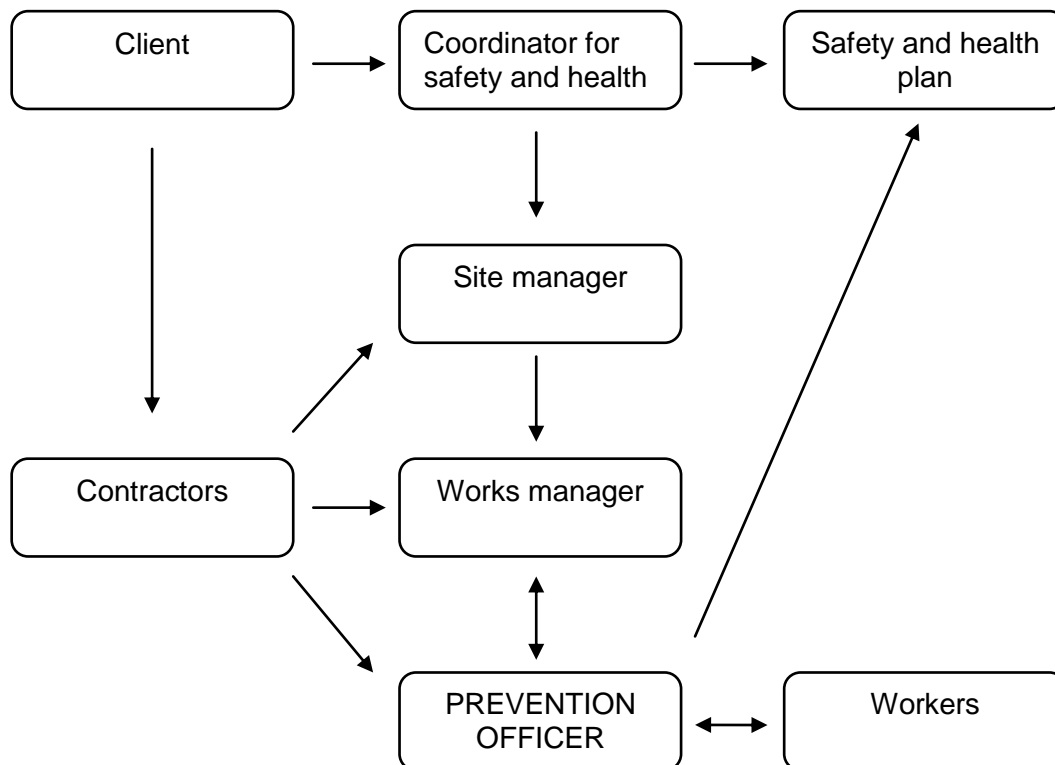 Client
Coordinator for
safety and health
Safety and health
plan
Site manager
Contractors
Works manager
PREVENTION
OFFICER
Workers